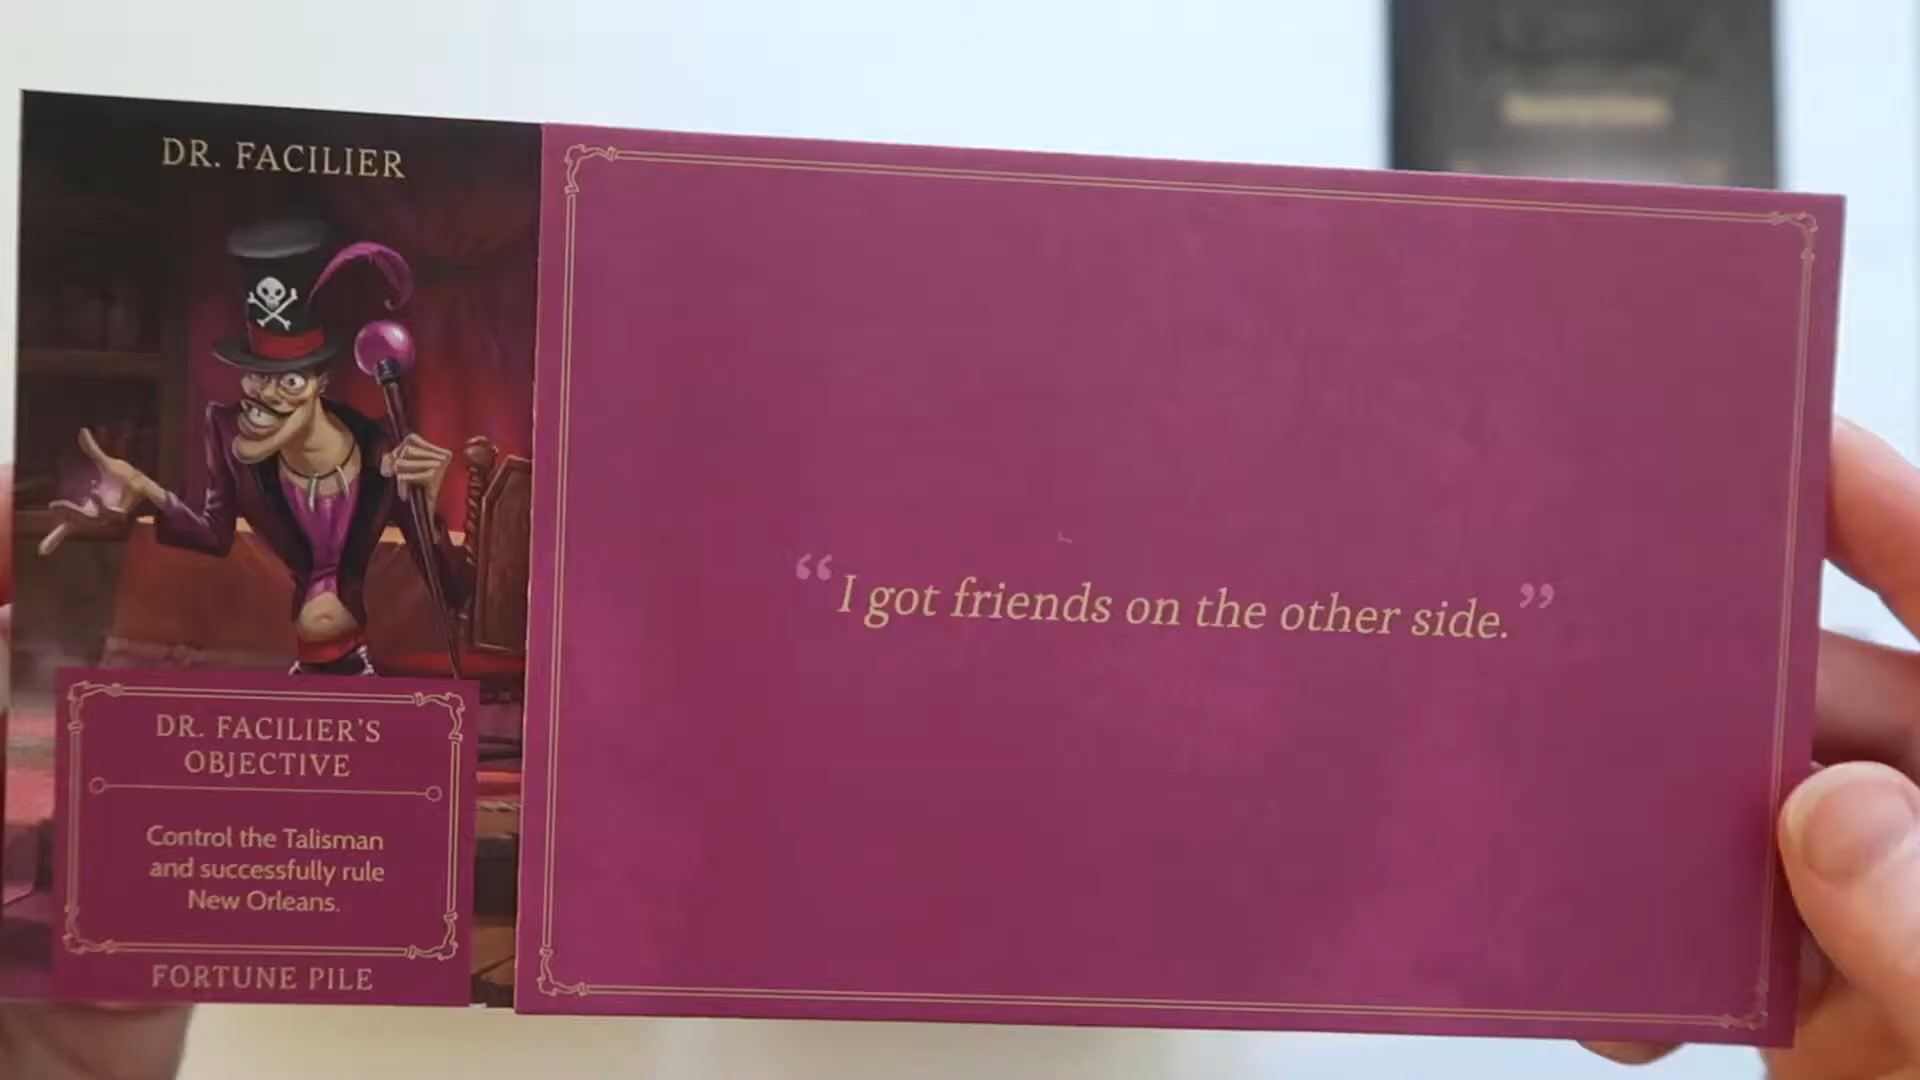 DR. FACILIER
“I got friends on the other side.”
DR. FACILIER'S
OBJECTIVE
Control the Talisman
and successfully rule
New Orleans.
FORTUNE PILE